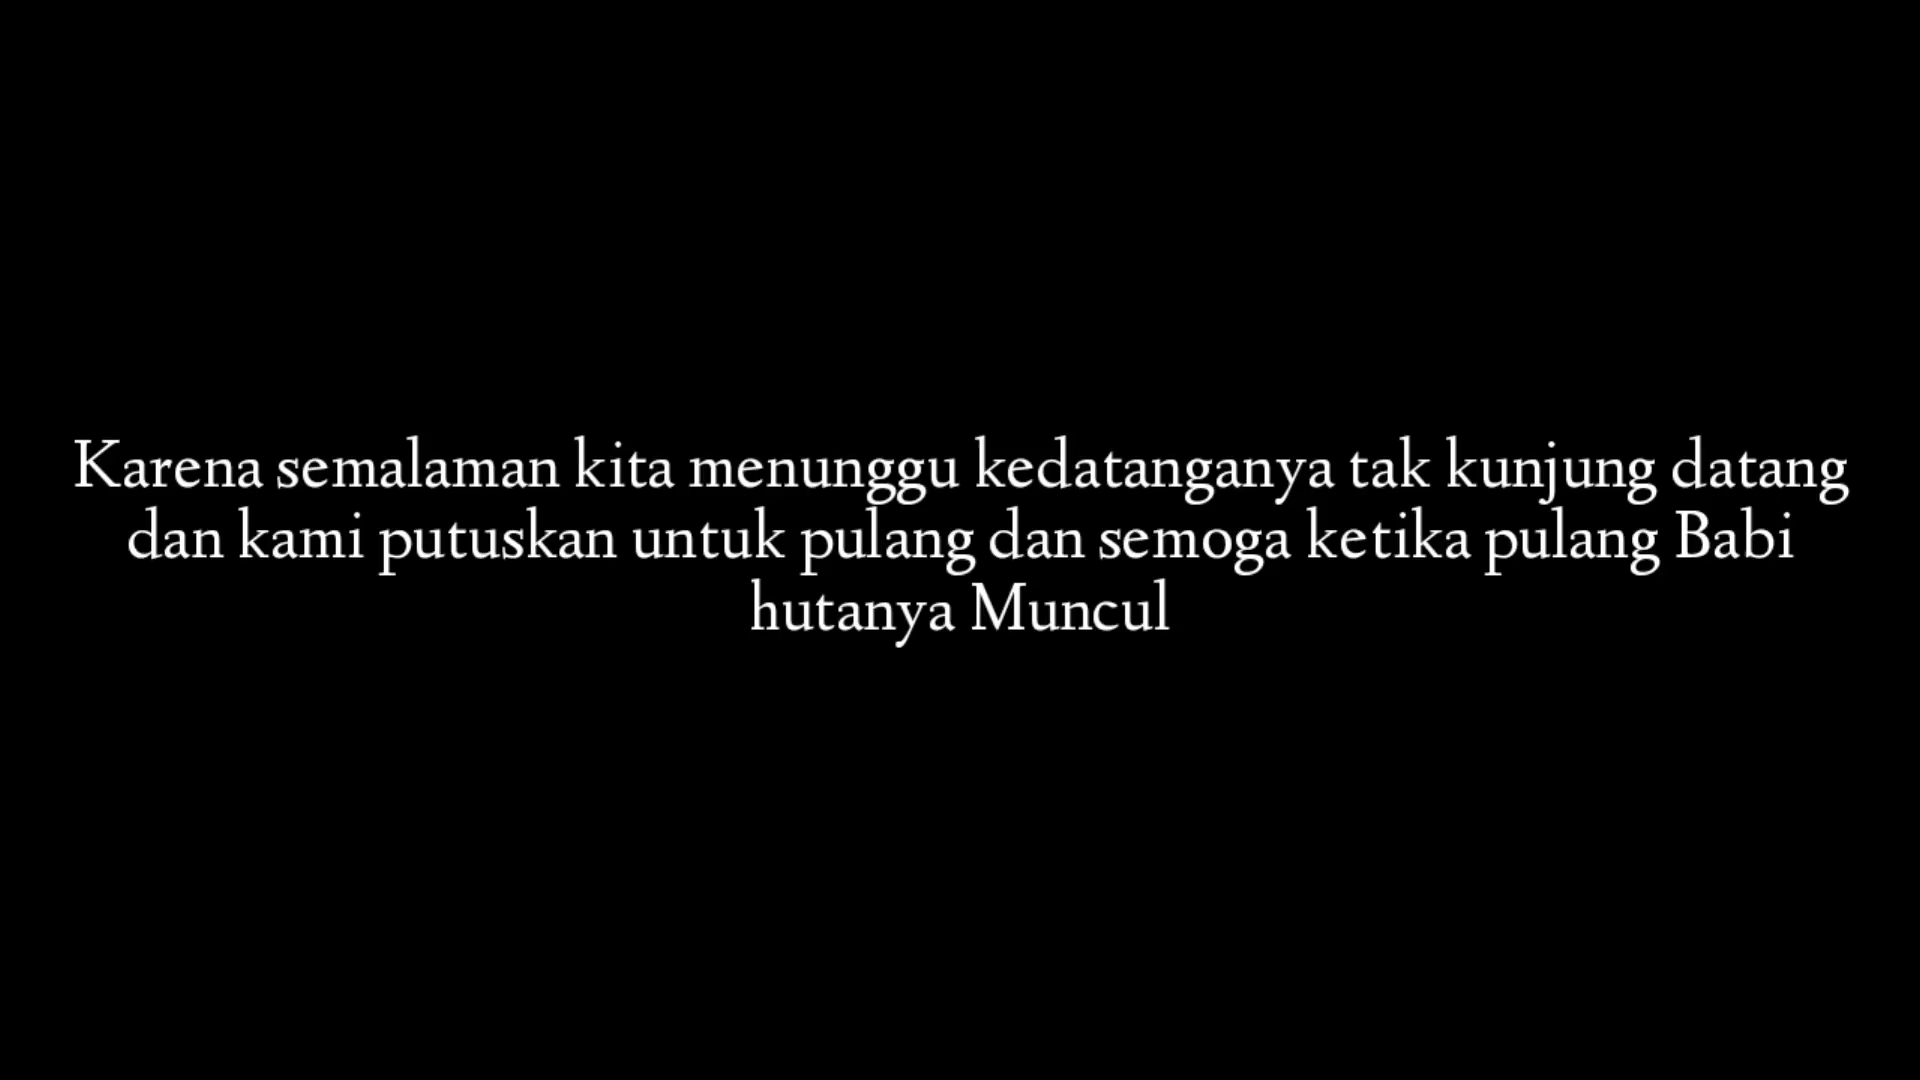 Karena semalaman kita menunggu kedatanganya tak kunjung datang
dan kami putuskan untuk pulang dan semoga ketika pulang Babi
hutanya Muncul